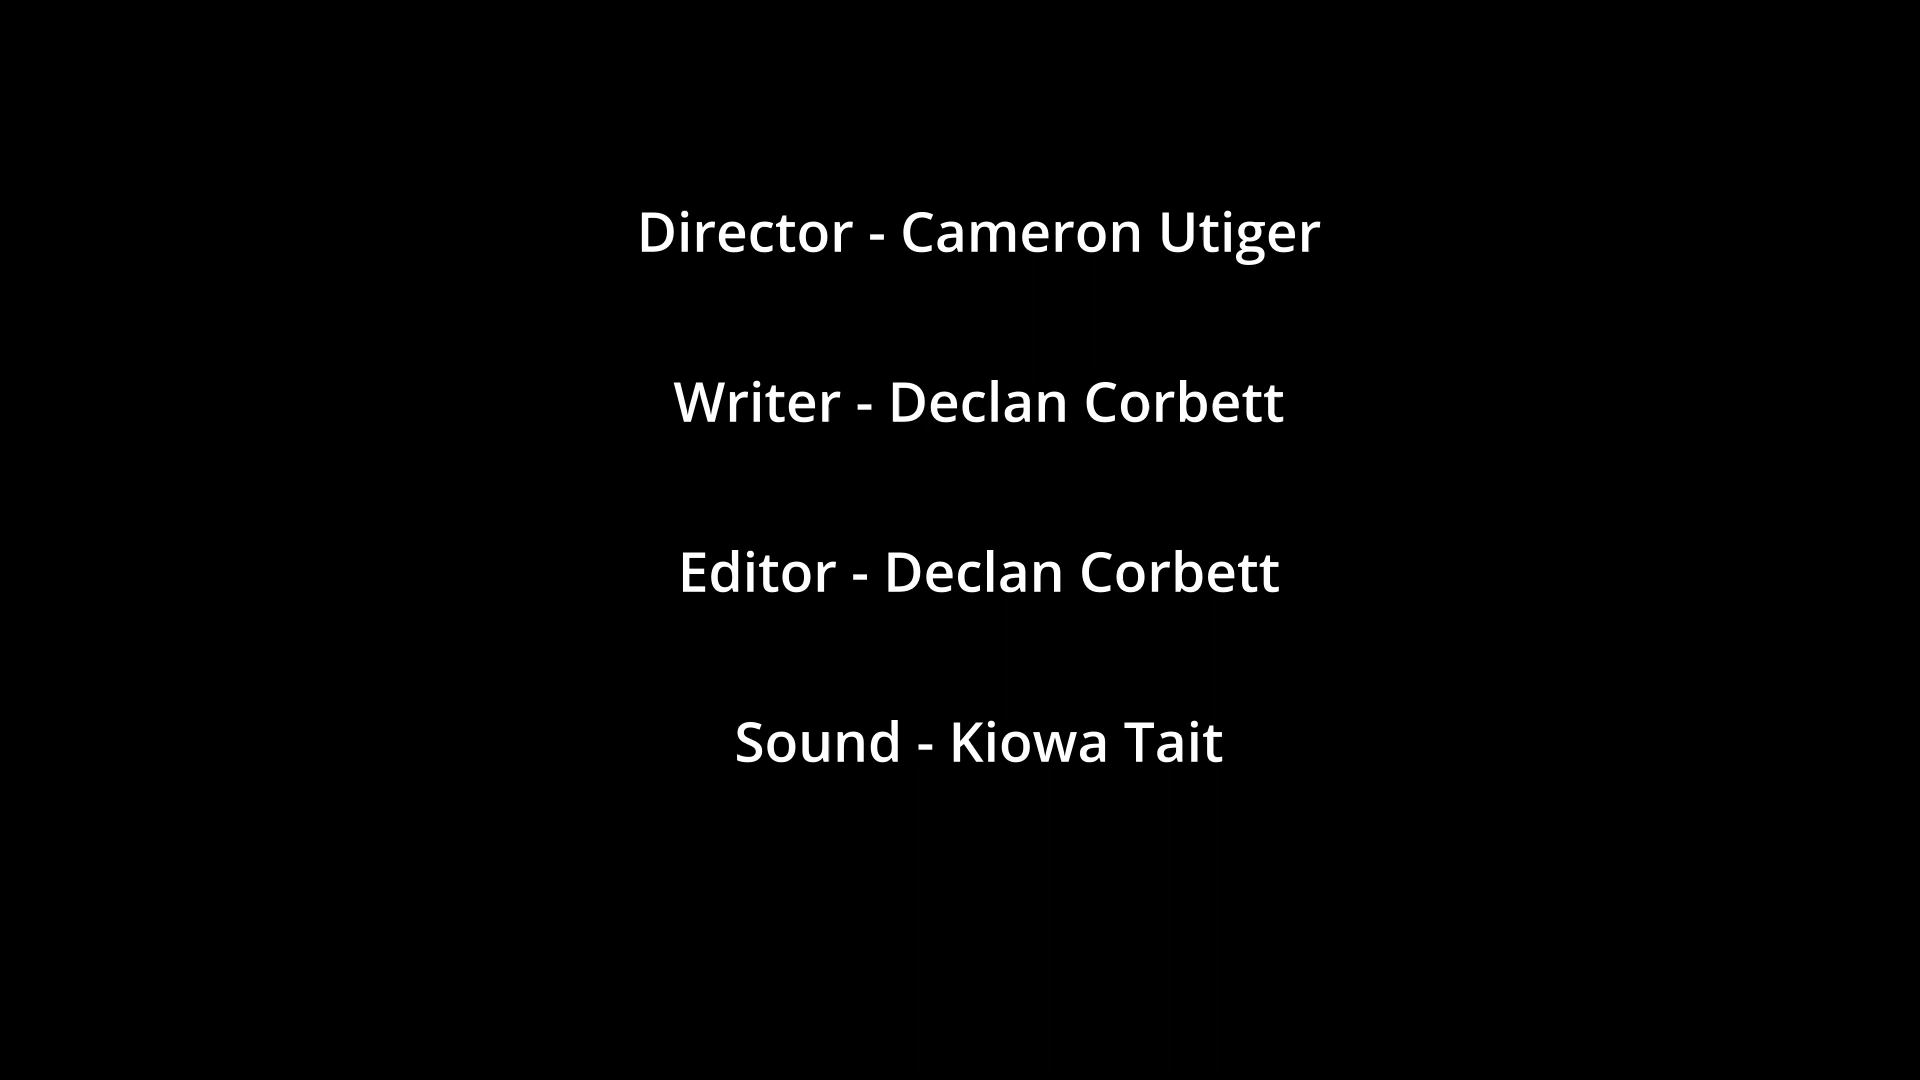 Director - Cameron Utiger
Writer - Declan Corbett
Editor - Declan Corbett
Sound - Kiowa Tait